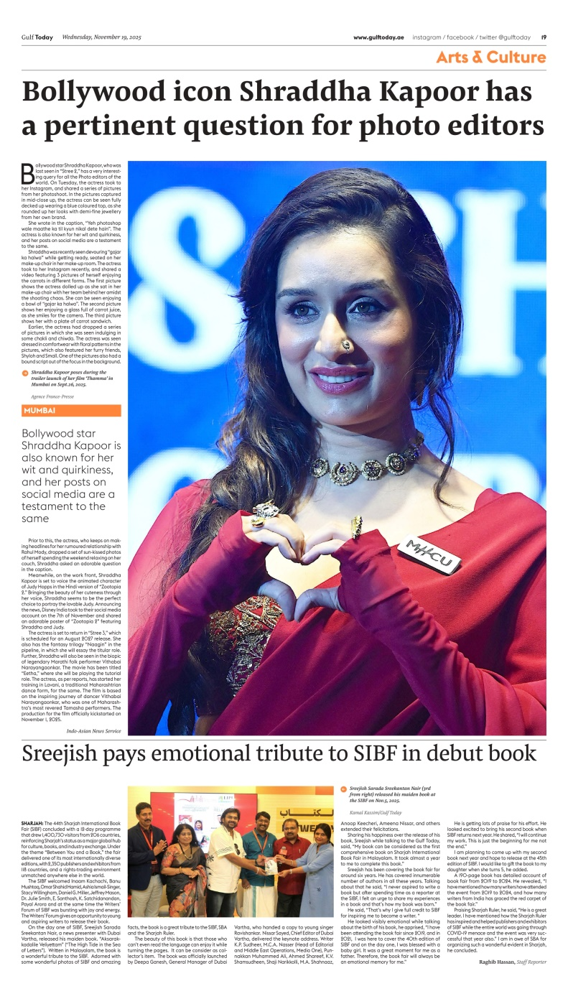 Gulf Today Wednesday, November 19, 2025
www.gulftoday.ae instagram / facebook / twitter @gulftoday 19
Arts & Culture
Bollywood icon Shraddha Kapoor has
a pertinent question for photo editors
Bollywood star Shraddha Kapoor, who was
last seen in “Stree 2,” has a very interest-
ing query for all the Photo editors of the
world. On Tuesday, the actress took to
her Instagram, and shared a series of pictures
from her photoshoot. In the pictures captured
in mid-close up, the actress can be seen fully
decked up wearing a blue coloured top, as she
rounded up her looks with demi-fine jewellery
from her own brand.
She wrote in the caption, “Yeh photoshop
wale maathe ka til kyun nikal dete hain”. The
actress is also known for her wit and quirkiness,
and her posts on social media are a testament
to the same.
Shraddha was recently seen devouring “gajar
ka halwa” while getting ready, seated on her
make-up chair in her make-up room. The actress
took to her Instagram recently, and shared a
video featuring 3 pictures of herself enjoying
the carrots in different forms. The first picture
shows the actress dolled up as she sat in her
make-up chair with her team behind her amidst
the shooting chaos. She can be seen enjoying
a bowl of “gajar ka halwa”. The second picture
shows her enjoying a glass full of carrot juice,
as she smiles for the camera. The third picture
shows her with a plate of carrot sandwich.
Earlier, the actress had dropped a series
of pictures in which she was seen indulging in
some chakli and chiwda. The actress was seen
dressed in comfortwear with floral patterns in the
pictures, which also featured her furry friends,
Shyloh and Small. One of the pictures also had a
bound script out of the focus in the background.
Shraddha Kapoor poses during the
trailer launch of her film ‘Thamma’ in
Mumbai on Sept.26, 2025.
Agence France-Presse
MUMBAI
Bollywood star
Shraddha Kapoor is
also known for her
wit and quirkiness,
and her posts on
social media are a
testament to the
same
Prior to this, the actress, who keeps on mak-
ing headlines for her rumoured relationship with
Rahul Mody, dropped a set of sun-kissed photos
of herself spending the weekend relaxing on her
couch, Shraddha asked an adorable question
in the caption.
Meanwhile, on the work front, Shraddha
Kapoor is set to voice the animated character
of Judy Hopps in the Hindi version of “Zootopia
2.” Bringing the beauty of her cuteness through
her voice, Shraddha seems to be the perfect
choice to portray the lovable Judy. Announcing
the news, Disney India took to their social media
account on the 7th of November and shared
an adorable poster of “Zootopia 2” featuring
Shraddha and Judy.
The actress is set to return in “Stree 3,” which
is scheduled for an August 2027 release. She
also has the fantasy trilogy “Naagin” in the
pipeline, in which she will essay the titular role.
Further, Shraddha will also be seen in the biopic
of legendary Marathi folk performer Vithabai
Narayangaonkar. The movie has been titled
“Eetha,” where she will be playing the tutorial
role. The actress, as per reports, has started her
training in Lavani, a traditional Maharashtrian
dance form, for the same. The film is based
on the inspiring journey of dancer Vithabai
Narayangaonkar, who was one of Maharash-
tra’s most revered Tamasha performers. The
production for the film officially kickstarted on
November 1, 2025.
Indo-Asian News Service
MHCU
Sreejish pays emotional tribute to SIBF in debut book
SHARJAH: The 44th Sharjah International Book
Fair (SIBF) concluded with a 12-day programme
that drew 1,400,730 visitors from 206 countries,
reinforcing Sharjah’s status as a major global hub
for culture, books, and industry exchange. Under
the theme “Between You and a Book,” the fair
delivered one of its most internationally diverse
editions, with 2,350 publishers and exhibitors from
118 countries, and a rights-trading environment
unmatched anywhere else in the world.
The SIBF welcomed Inaam Kachachi, Banu
Mushtaq, Omar Shahid Hamid, Ashia Ismail-Singer,
Stacy Willingham, Daniel G. Miller, Jeffrey Mason,
Dr. Julie Smith, E. Santhosh, K. Satchidanandan,
Payal Arora and at the same time the Writers’
Forum of SIBF was bursting with joy and energy.
The Writers’ Forum gives an opportunity to young
and aspiring writers to release their book.
On the day one of SIBF, Sreejish Sarada
Sreekantan Nair, a news presenter with Dubai
Vartha, released his maiden book. “Aksarak-
kadalile Veliyettam” (“The High Tide in the Sea
of Letters”). Written in Malayalam, the book is
a wonderful tribute to the SIBF. Adorned with
some wonderful photos of SIBF and amazing
facts, the book is a great tribute to the SIBF, SBA
and the Sharjah Ruler.
The beauty of this book is that those who
can’t even read the language can enjoy it while
turning the pages. It can be consider as col-
lector’s item. The book was officially launched
by Deepa Ganesh, General Manager of Dubai
Vartha, who handed a copy to young singer
Ravishankar. Nissar Sayed, Chief Editor of Dubai
Vartha, delivered the keynote address. Writer
K.P. Sudheer, M.C.A. Nasser (Head of Editorial
and Middle East Operations, Media One), Pun-
nakkan Muhammed Ali, Ahmed Shareef, K.V.
Shamsudheen, Shaji Narikkolli, M.A. Shahnaaz,
Sreejish Sarada Sreekantan Nair (3rd
from right) released his maiden book at
the SIBF on Nov.5, 2025.
Kamal Kassim/Gulf Today
Anoop Keecheri, Ameena Nissar, and others
extended their felicitations.
Sharing his happiness over the release of his
book, Sreejish while talking to the Gulf Today,
said, “My book can be considered as the first
comprehensive book on Sharjah International
Book Fair in Malayalam. It took almost a year
to me to complete this book.”
Sreejish has been covering the book fair for
around six years. He has covered innumerable
number of authors in all these years. Talking
about that he said, “I never aspired to write a
book but after spending time as a reporter at
the SIBF, I felt an urge to share my experiences
in a book and that’s how my book was born.”
He said, “That’s why I give full credit to SIBF
for inspiring me to become a writer. “
He looked visibly emotional while talking
about the birth of his book, he apprised, “I have
been attending the book fair since 2019, and in
2021, I was here to cover the 40th edition of
SIBF and on the day one, I was blessed with a
baby girl. It was a great moment for me as a
father. Therefore, the book fair will always be
an emotional memory for me.”
He is getting lots of praise for his effort. He
looked excited to bring his second book when
SIBF returns next year. He shared, “I will continue
my work. This is just the beginning for me not
the end.”
I am planning to come up with my second
book next year and hope to release at the 45th
edition of SIBF. I would like to gift the book to my
daughter when she turns 5, he added.
A 190-page book has detailed account of
book fair from 2019 to 2024. He revealed, “I
have mentioned how many writers have attended
the event from 2019 to 2024, and how many
writers from India has graced the red carpet of
the book fair.”
Praising Sharjah Ruler, he said, “He is a great
leader. I have mentioned how the Sharjah Ruler
has inspired and helped publishers and exhibitors
of SIBF while the entire world was going through
COVID-19 menace and the event was very suc-
cessful that year also.” I am in awe of SBA for
organizing such a wonderful event in Sharjah,
he concluded.
Raghib Hassan, Staff Reporter